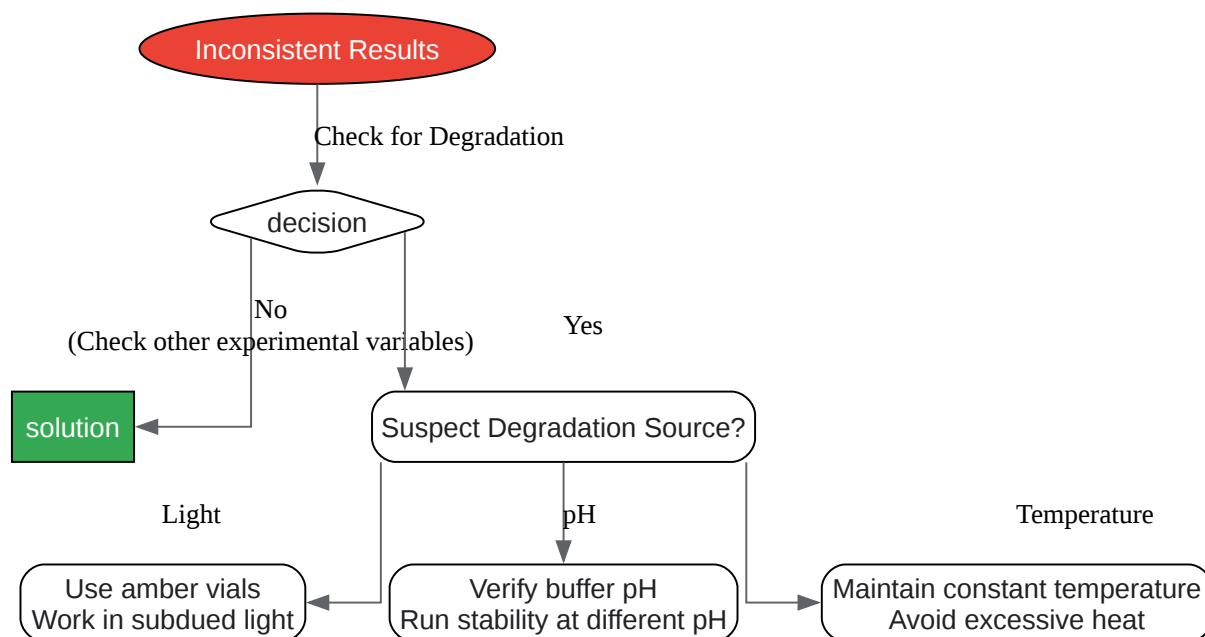 Inconsistent Results
Check for Degradation
decision
No
(Check other experimental variables)
Yes
solution
Suspect Degradation Source?
Light
pH
Temperature
Use amber vials
Work in subdued light
Verify buffer pH
Run stability at different pH
Maintain constant temperature
Avoid excessive heat